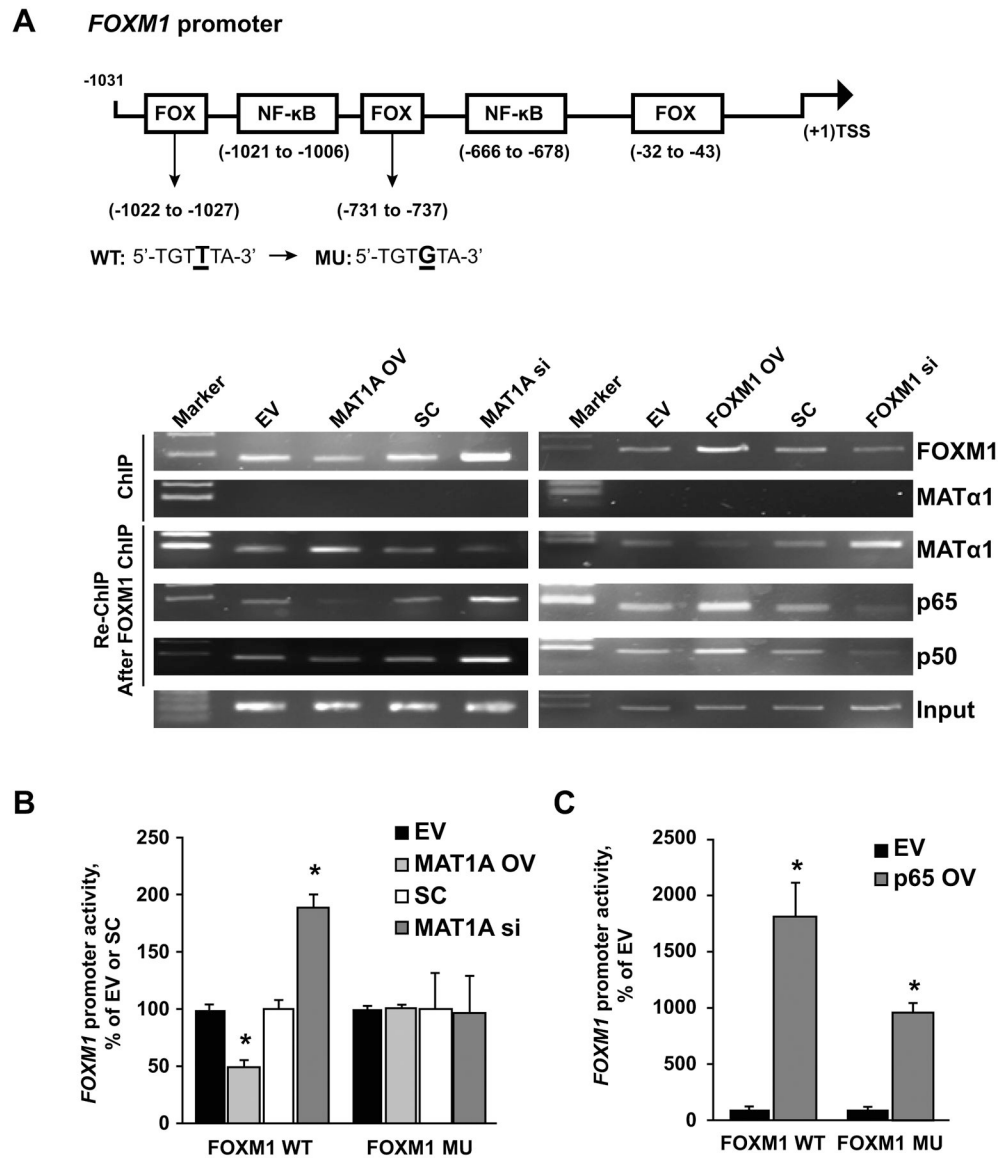 A
FOXM1 promoter
-1031
FOX
NF-κB
FOX
NF-κB
FOX
(+1)TSS
(-1021 to -1006)
(-666 to -678)
(-32 to -43)
(-1022 to -1027)
(-731 to -737)
WT: 5’-TGTTTA-3’ → MU: 5’-TGTGTA-3’
Marker
EV
MAT1A OV
SC
MAT1A si
Marker
EV
FOXM1 OV
SC
FOXM1 si
ChIP
Re-ChIP
After FOXM1 ChIP
FOXM1
MATα1
MATα1
p65
p50
Input
B
FOXM1 promoter activity,
% of EV or SC
250
200
150
100
50
0
*
*
EV
MAT1A OV
SC
MAT1A si
FOXM1 WT
FOXM1 MU
C
FOXM1 promoter activity,
% of EV
2500
2000
1500
1000
500
0
*
*
EV
p65 OV
FOXM1 WT
FOXM1 MU